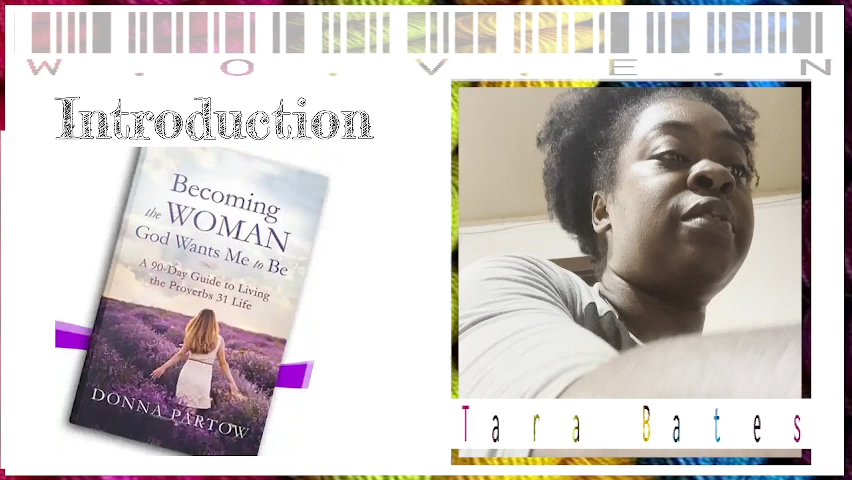 W . O . V . E . N
Introduction
Becoming
the WOMAN
God Wants Me to Be
A 90-Day Guide to Living
the Proverbs 31 Life
DONNA PARTOW
Tara Bates